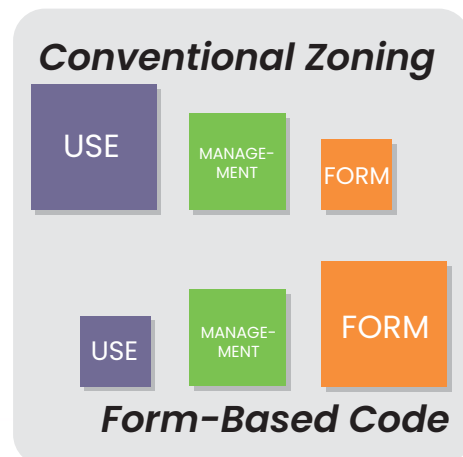 Conventional Zoning
USE
MANAGE-
MENT
FORM
USE
MANAGE-
MENT
FORM
Form-Based Code